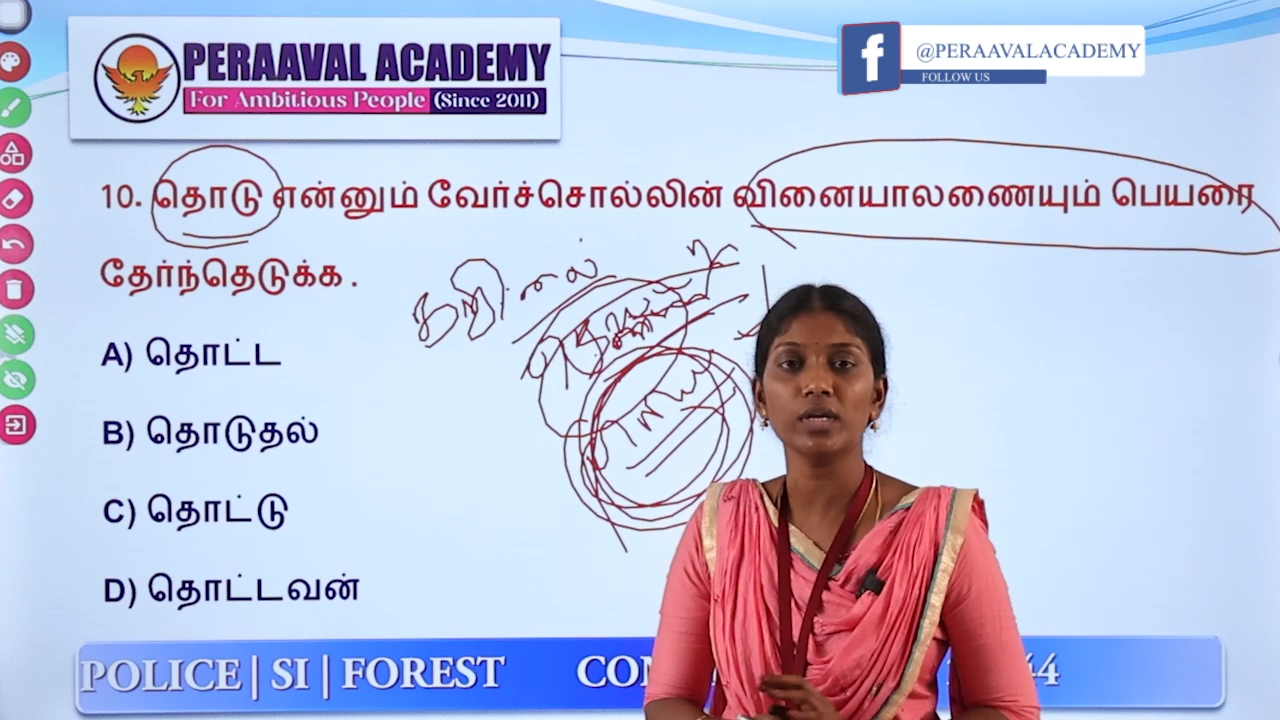 PERAAVAL ACADEMY
For Ambitious People (Since 2011)
@PERAAVALACADEMY
FOLLOW US
10. தொடு என்னும் வேர்ச்சொல்லின் வினையாலணையும் பெயரை
தேர்ந்தெடுக்க .
A) தொட்ட
B) தொடுதல்
C) தொட்டு
D) தொட்டவன்
POLICE | SI | FOREST